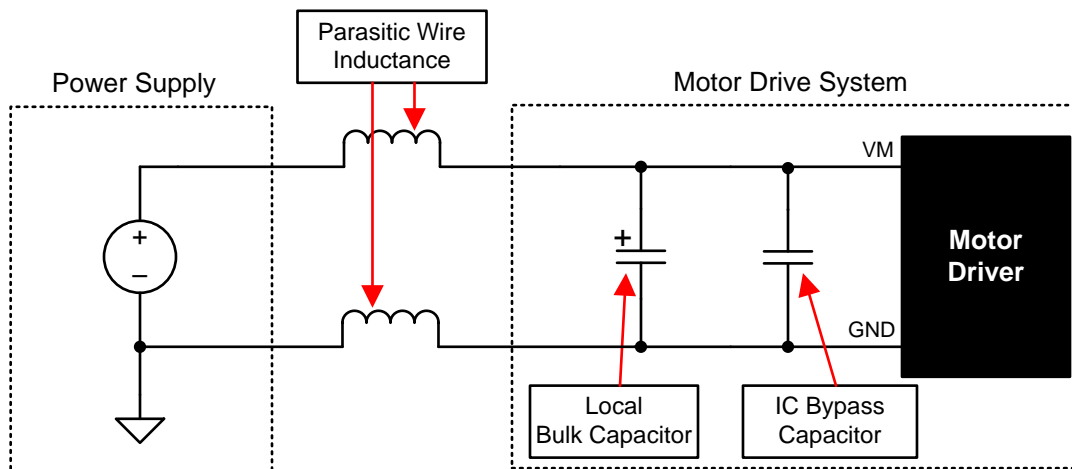 Parasitic Wire
Inductance
Power Supply
Motor Drive System
VM
+
–
+
Motor
Driver
GND
Local
Bulk Capacitor
IC Bypass
Capacitor